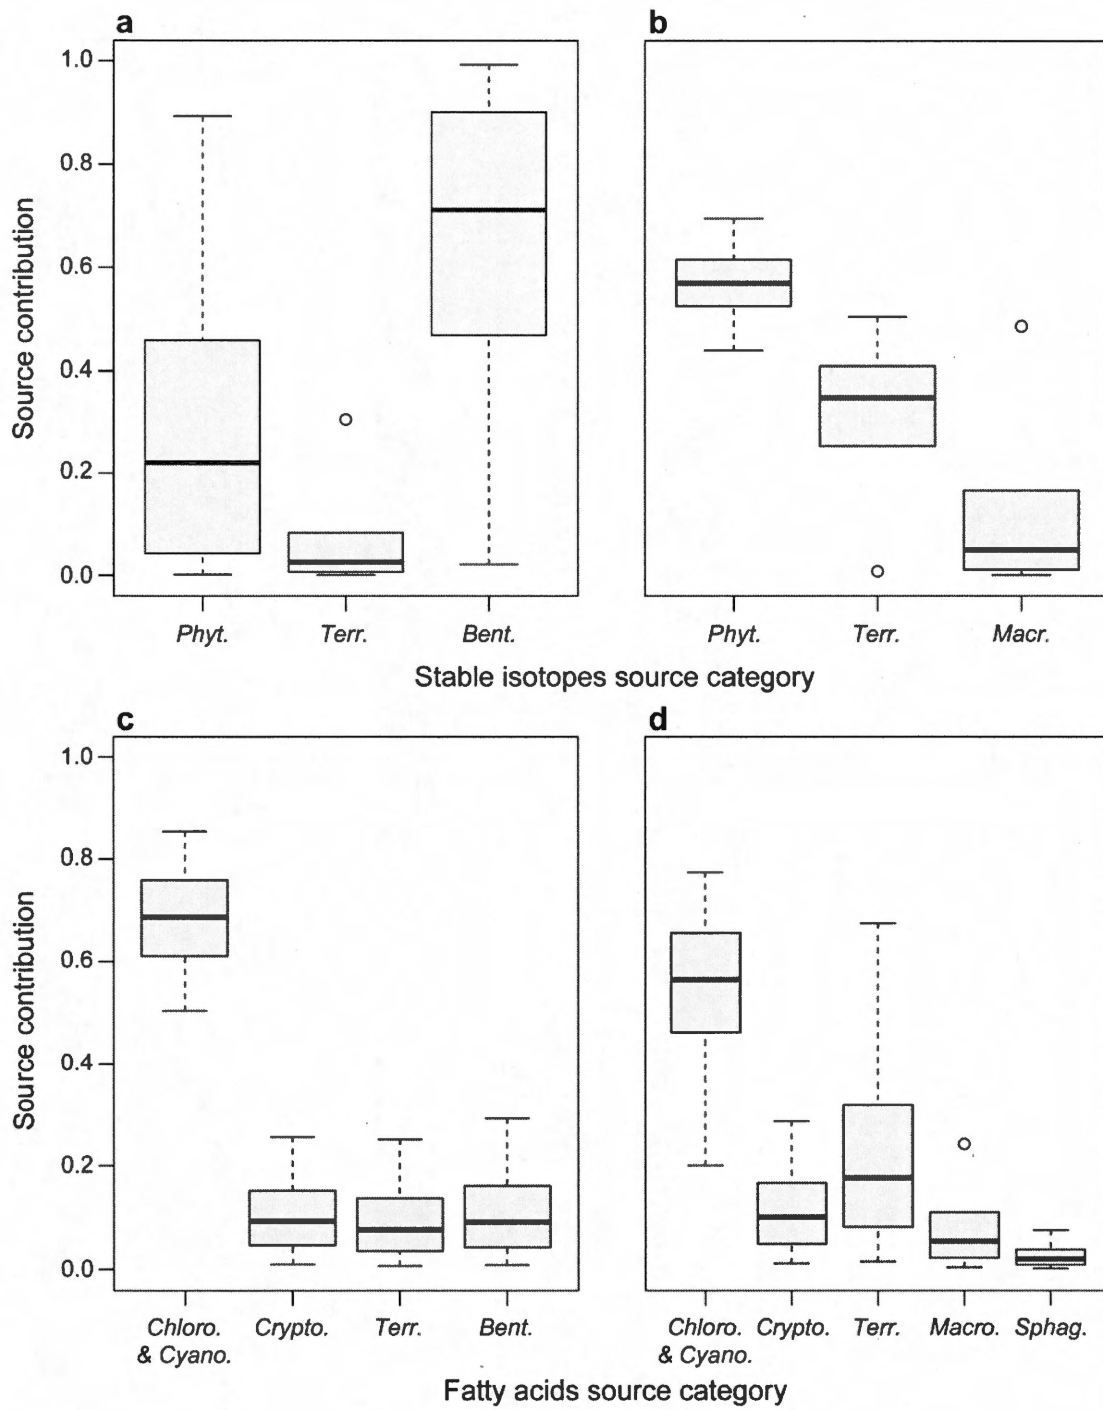 a
b
1.0
0.8
0.6
0.4
0.2
0.0
Source contribution
Phyt. Terr. Bent.
Phyt. Terr. Macr.
Stable isotopes source category
c
d
1.0
0.8
0.6
0.4
0.2
0.0
Source contribution
Chloro. Crypto. Terr. Bent.
& Cyano.
Chloro. Crypto. Terr. Macro. Sphag.
& Cyano.
Fatty acids source category